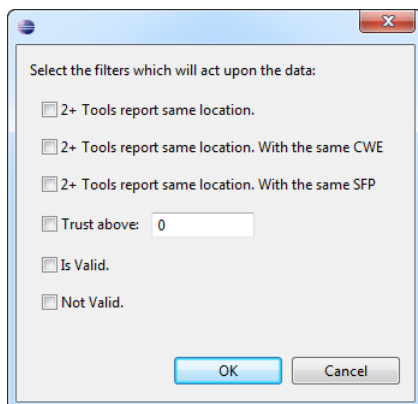 Select the filters which will act upon the data:
2+ Tools report same location.
2+ Tools report same location. With the same CWE
2+ Tools report same location. With the same SFP
Trust above: 0
Is Valid.
Not Valid.
OK Cancel